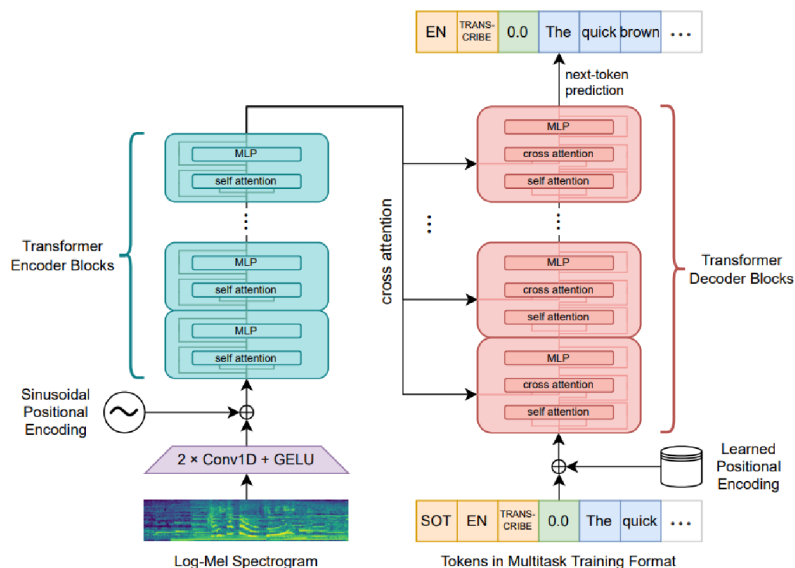 EN TRANS-CRIBE 0.0 The quick brown ...
next-token
prediction
MLP
self attention
...
MLP
self attention
MLP
self attention
Transformer
Encoder Blocks
cross attention
...
MLP
cross attention
self attention
...
MLP
cross attention
self attention
MLP
cross attention
self attention
Transformer
Decoder Blocks
Sinusoidal
Positional
Encoding
~
2 × Conv1D + GELU
Learned
Positional
Encoding
SOT EN TRANS-CRIBE 0.0 The quick ...
Log-Mel Spectrogram
Tokens in Multitask Training Format